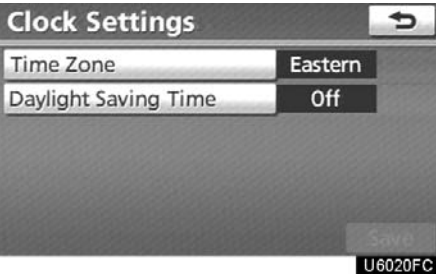 Clock Settings
Time Zone Eastern
Daylight Saving Time Off
Save
U6020FC